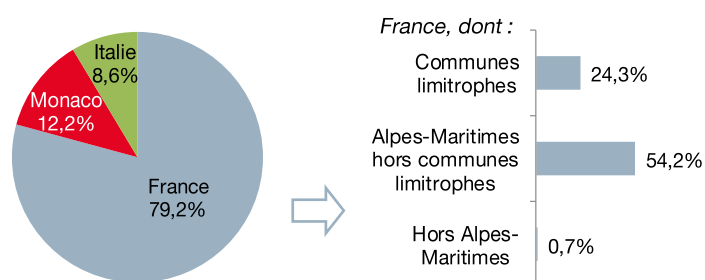 Italie
8,6%
Monaco
12,2%
France
79,2%
France, dont :
Communes
limitrophes
24,3%
Alpes-Maritimes
hors communes
limitrophes
54,2%
Hors Alpes-
Maritimes
0,7%